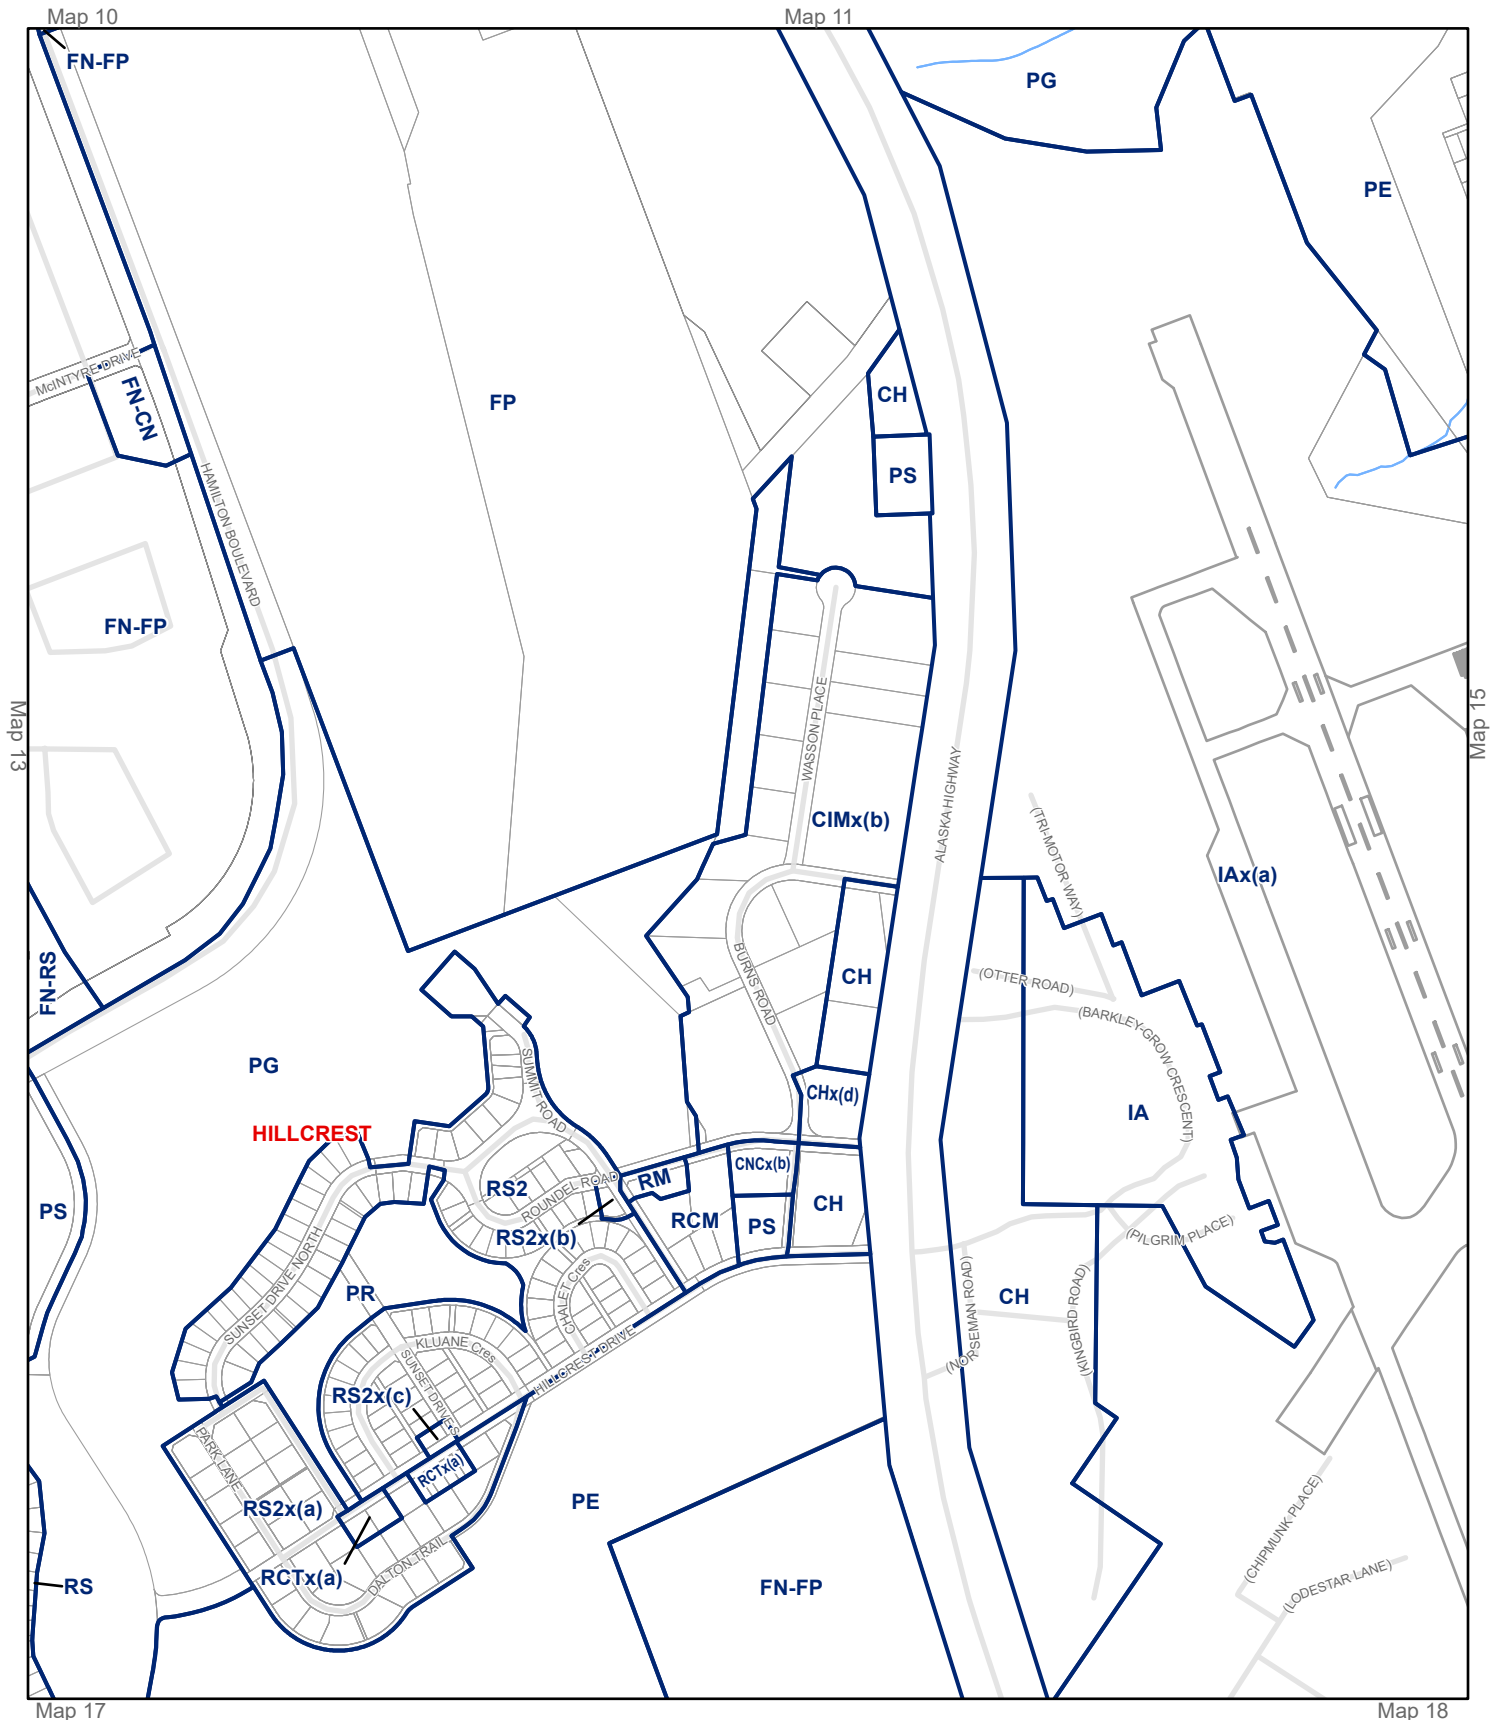 Map 10
Map 11
FN-FP
PG
PE
McINTYRE DRIVE
FN-CN
FP
CH
PS
HAMILTON BOULEVARD
FN-FP
Map 13
Map 15
WASSON PLACE
CIMx(b)
ALASKA HIGHWAY
(TRI-MOTOR WAY)
IAx(a)
FN-RS
BURNS ROAD
CH
(OTTER ROAD)
(BARKLEY-GROW CRESCENT)
PG
SUMMIT ROAD
CHx(d)
IA
HILLCREST
CNCx(b)
RM
RS2
ROUNDEL ROAD
PS
RCM
PS
CH
RS2x(b)
(PILGRIM PLACE)
SUNSET DRIVE NORTH
PR
CHALET Cres
CH
(NORSEMAN ROAD)
(KINGBIRD ROAD)
KLUANE Cres
HILLCREST DRIVE
SUNSET DRIVE S
RS2x(c)
PARK LANE
RCTx(a)
RS2x(a)
PE
(CHIPMUNK PLACE)
DALTON TRAIL
RCTx(a)
RS
FN-FP
(LODESTAR LANE)
Map 17
Map 18